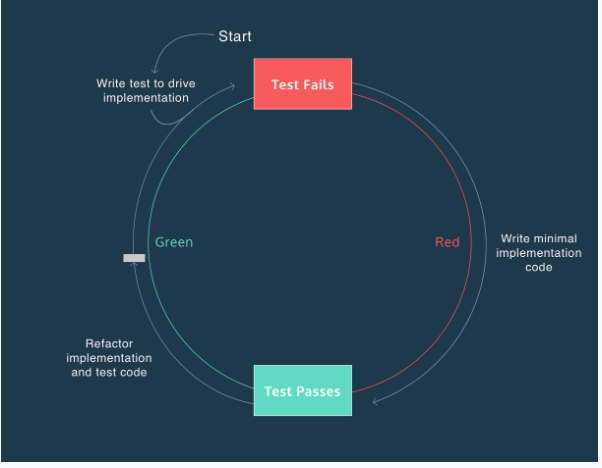 Start
Write test to drive
implementation
Test Fails
Green
Red
Write minimal
implementation
code
Refactor
implementation
and test code
Test Passes